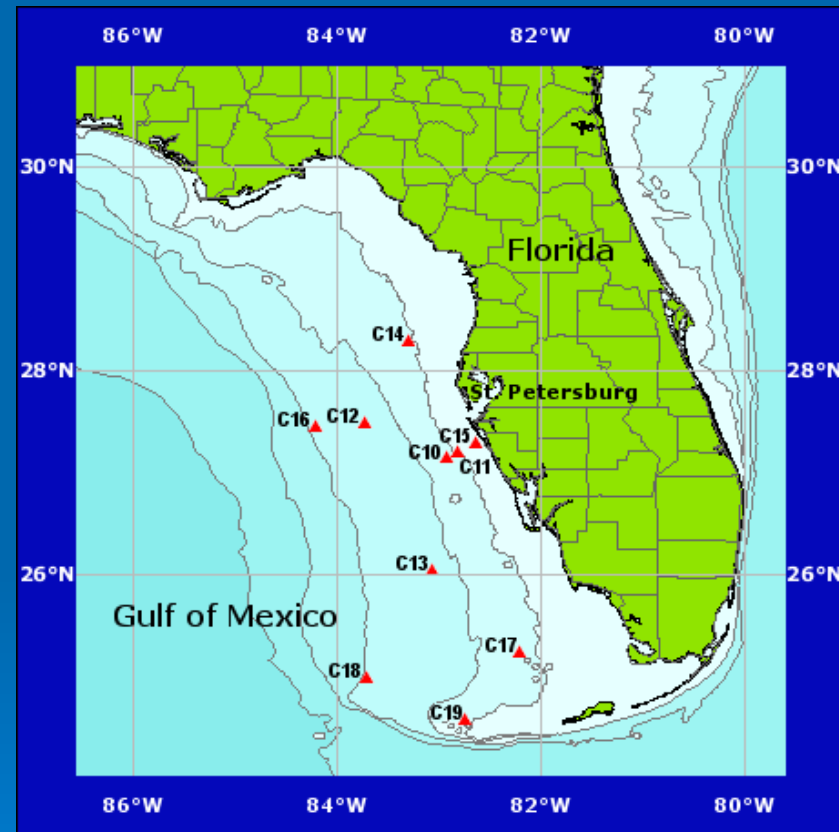 86°W 84°W 82°W 80°W
30°N 30°N
Florida
C14
28°N 28°N
St. Petersburg
C16 C12
C15
C10
C11
C13
26°N 26°N
Gulf of Mexico
C17
C18
C19
86°W 84°W 82°W 80°W